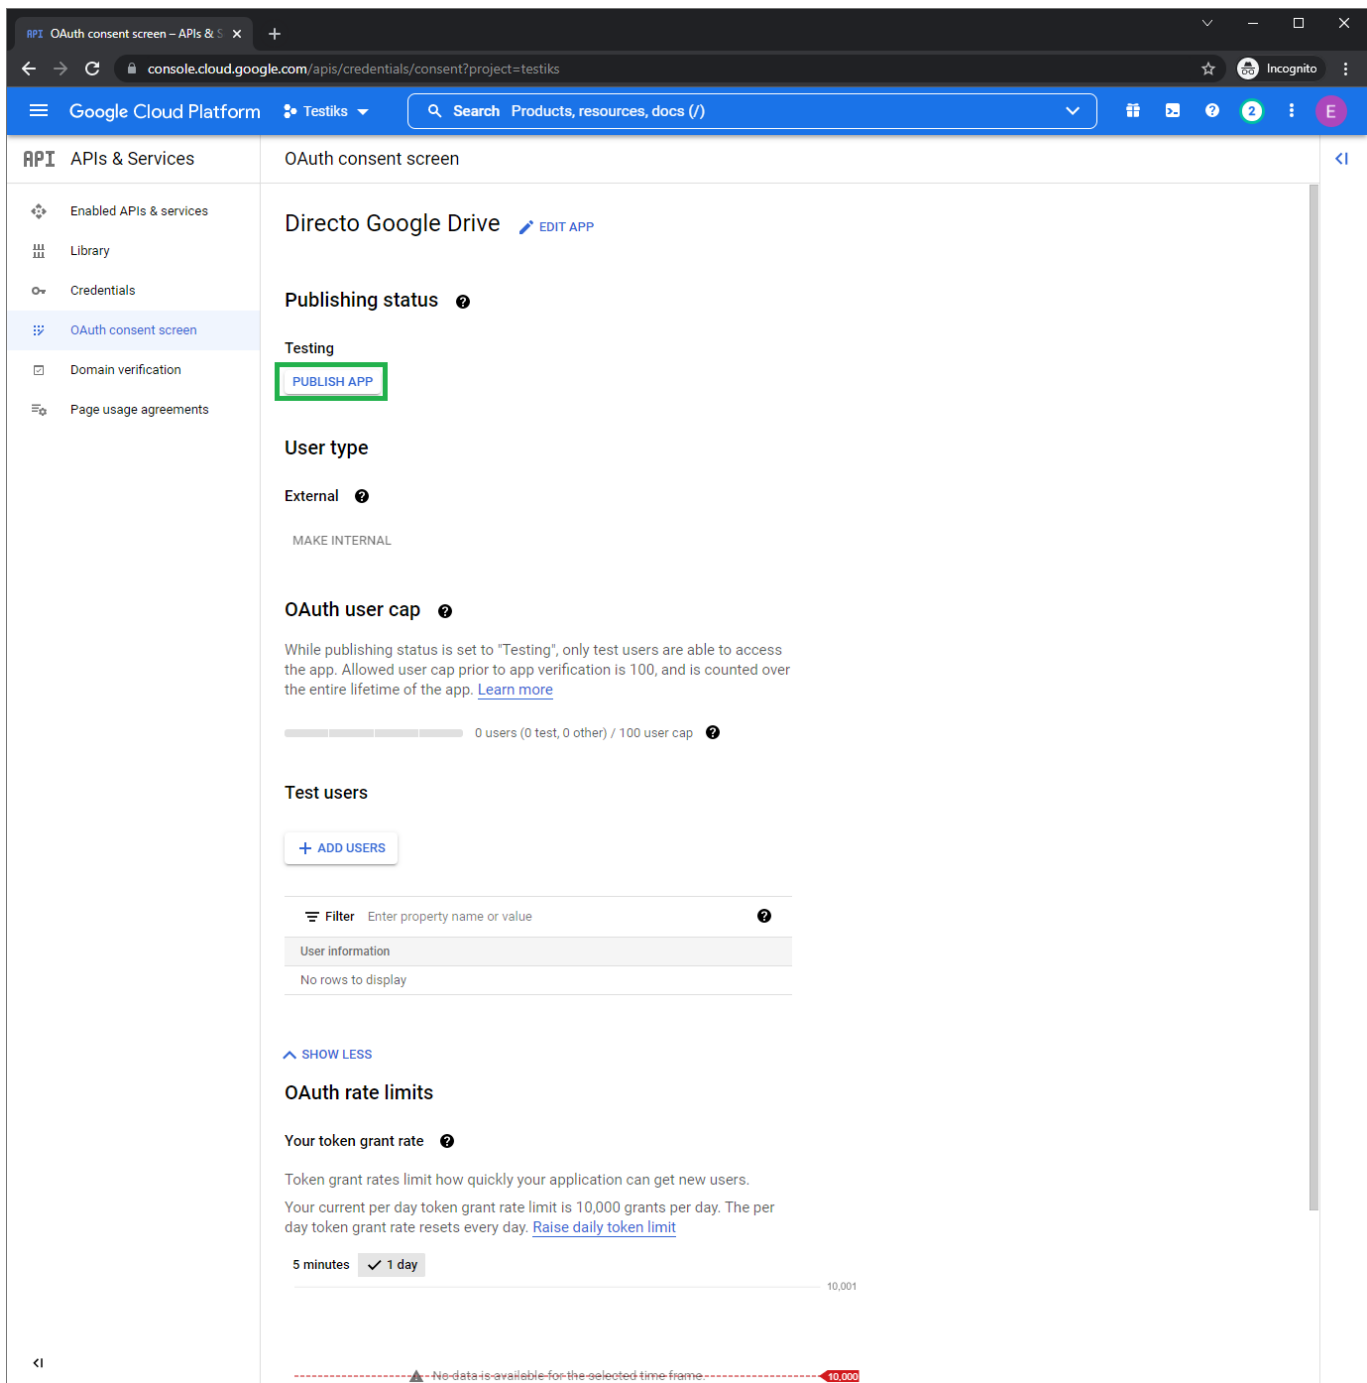 API OAuth consent screen – APIs & S
console.cloud.google.com/apis/credentials/consent?project=testiks
Incognito
Google Cloud Platform
Testiks
Search Products, resources, docs (/)
2
E
API APIs & Services
OAuth consent screen
Enabled APIs & services
Library
Credentials
OAuth consent screen
Domain verification
Page usage agreements
Directo Google Drive
EDIT APP
Publishing status
Testing
PUBLISH APP
User type
External
MAKE INTERNAL
OAuth user cap
While publishing status is set to "Testing", only test users are able to access
the app. Allowed user cap prior to app verification is 100, and is counted over
the entire lifetime of the app. Learn more
0 users (0 test, 0 other) / 100 user cap
Test users
+ ADD USERS
Filter Enter property name or value
User information
No rows to display
SHOW LESS
OAuth rate limits
Your token grant rate
Token grant rates limit how quickly your application can get new users.
Your current per day token grant rate limit is 10,000 grants per day. The per
day token grant rate resets every day. Raise daily token limit
5 minutes
1 day
10,001
No data is available for the selected time frame.
10,000